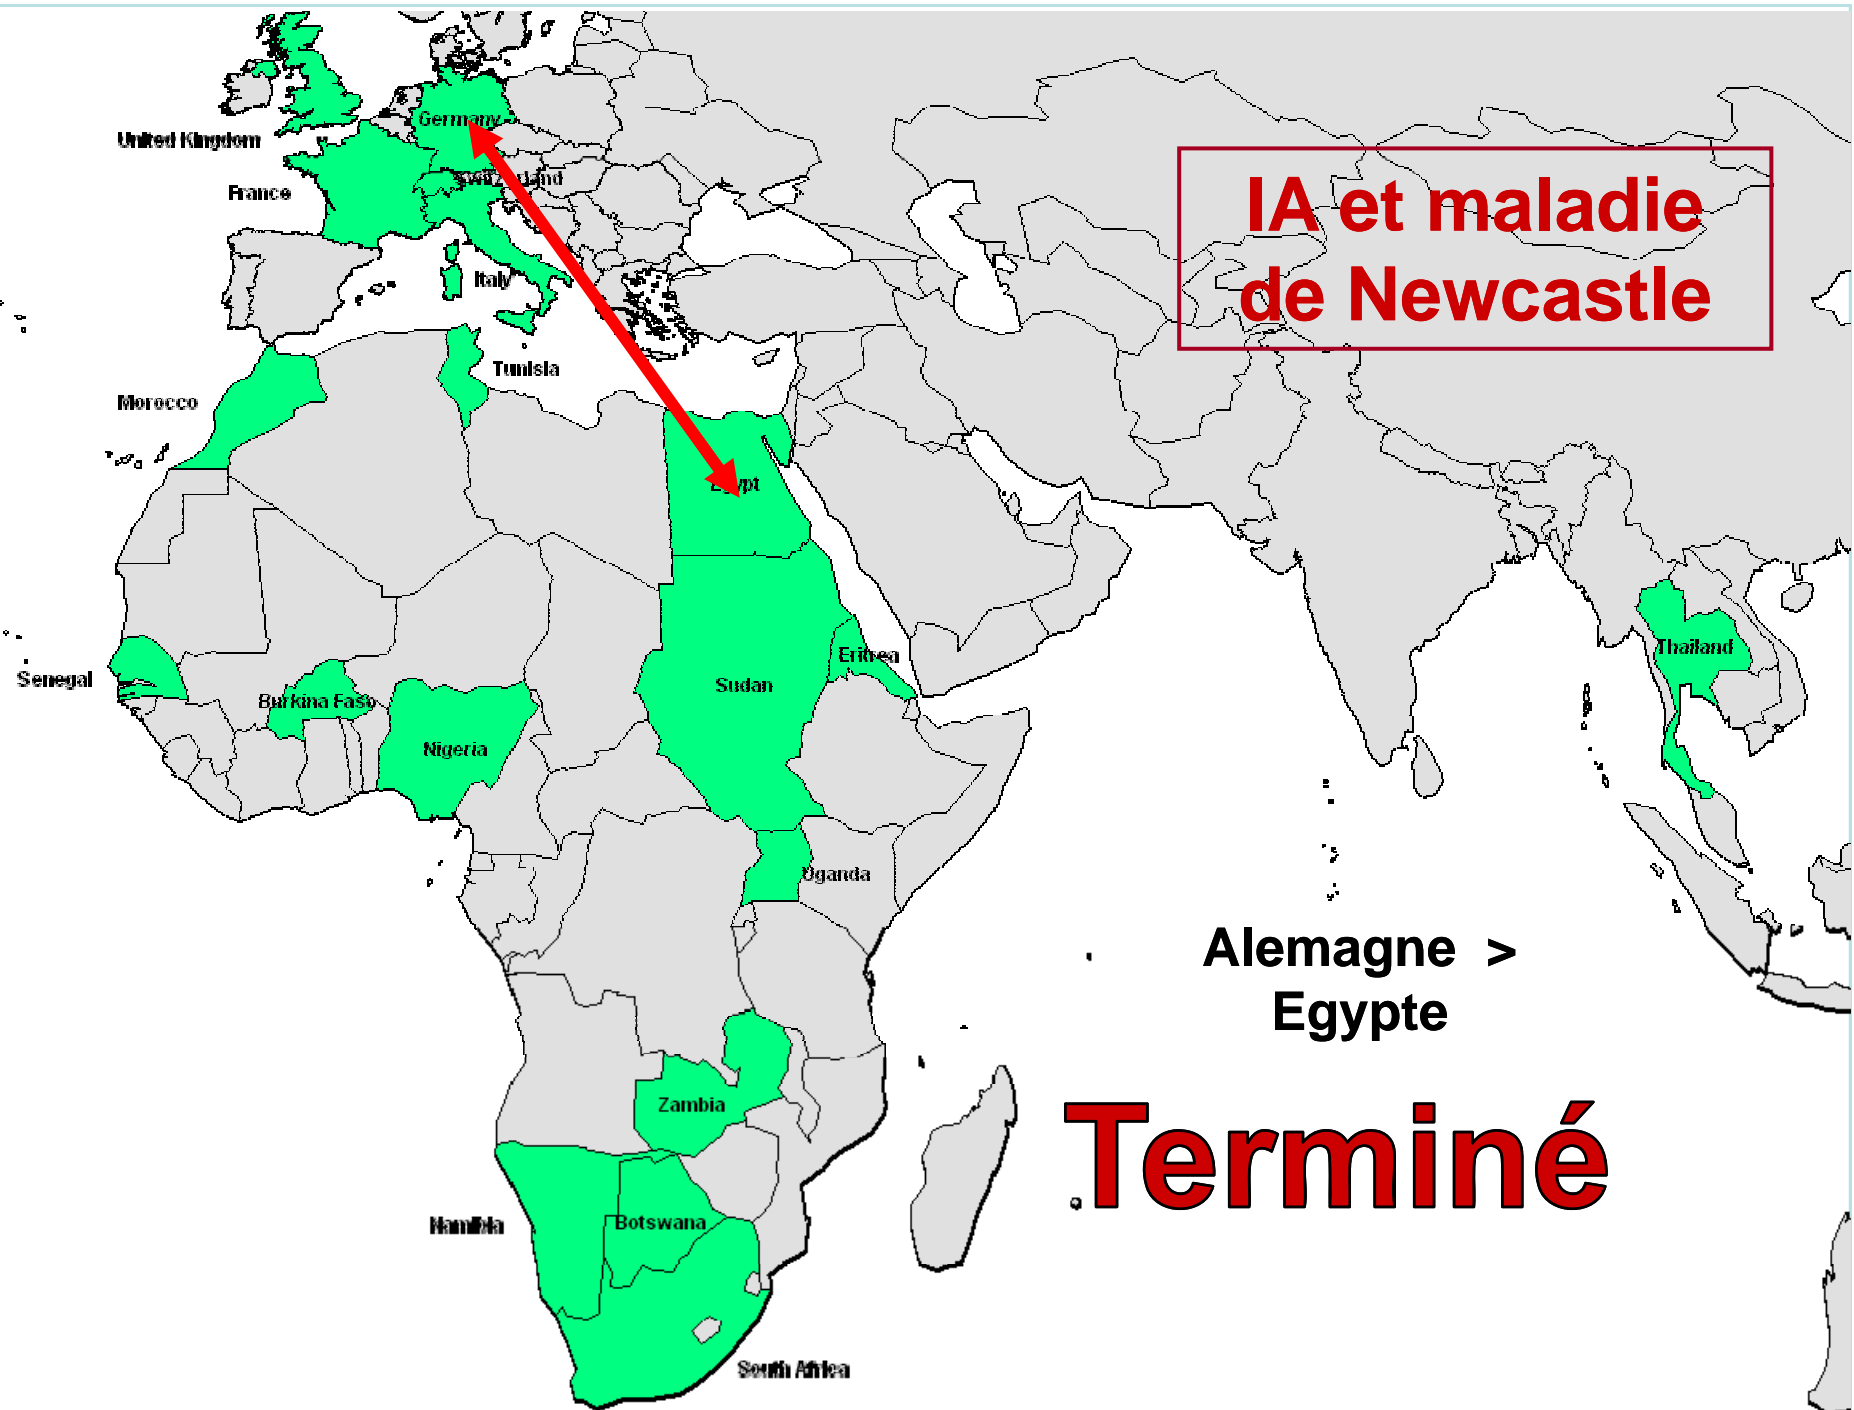 Germany
United Kingdom
Switzerland
France
IA et maladie
de Newcastle
Italy
Tunisia
Morocco
Egypt
Eritrea
Thailand
Senegal
Sudan
Burkina Faso
Nigeria
Uganda
Alemagne >
Egypte
Zambia
Terminé
Namibia
Botswana
South Africa